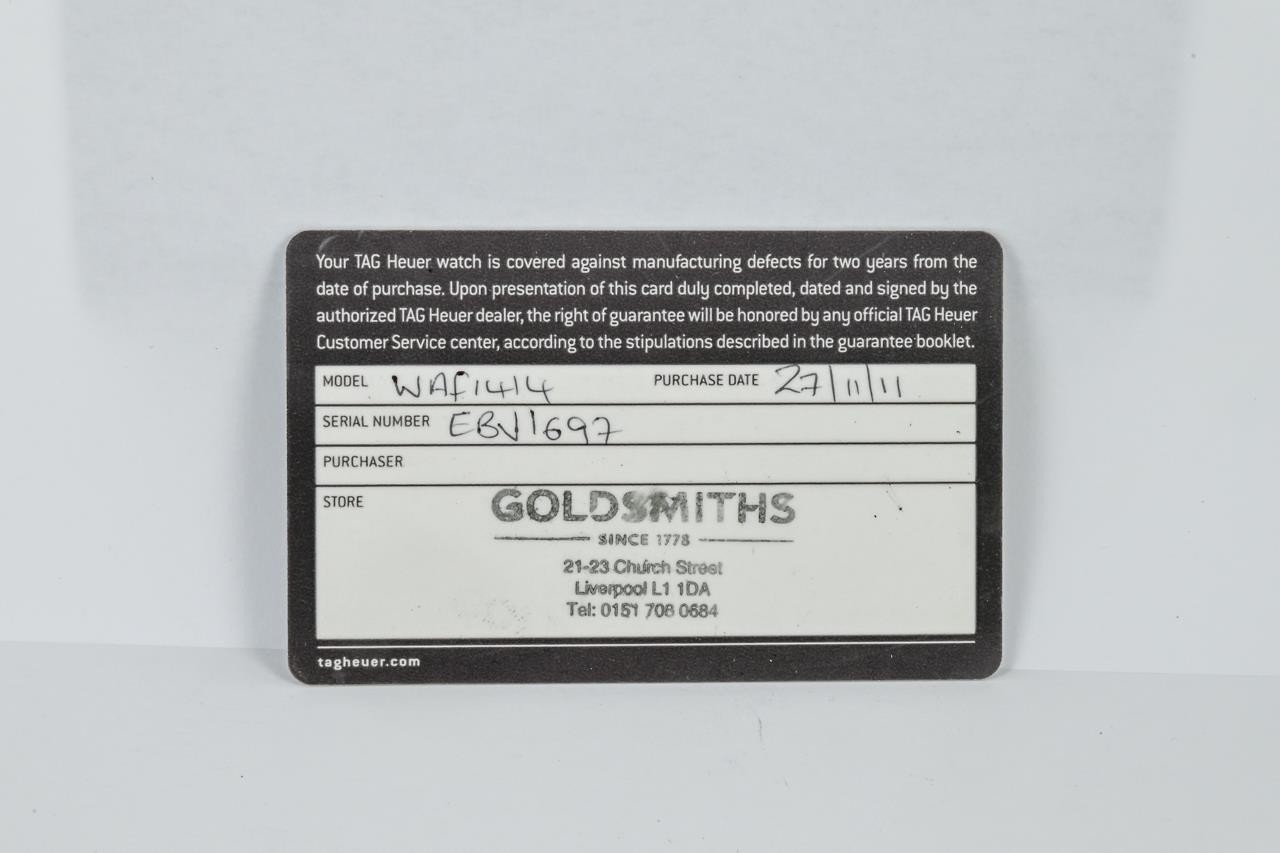 Your TAG Heuer watch is covered against manufacturing defects for two years from the
date of purchase. Upon presentation of this card duly completed, dated and signed by the
authorized TAG Heuer dealer, the right of guarantee will be honored by any official TAG Heuer
Customer Service center, according to the stipulations described in the guarantee booklet.
MODEL WAF1414 PURCHASE DATE 27/11/11
SERIAL NUMBER EBV1697
PURCHASER
STORE GOLDSMITHS
SINCE 1778
21-23 Church Street
Liverpool L1 1DA
Tel: 0151 708 0684
tagheuer.com